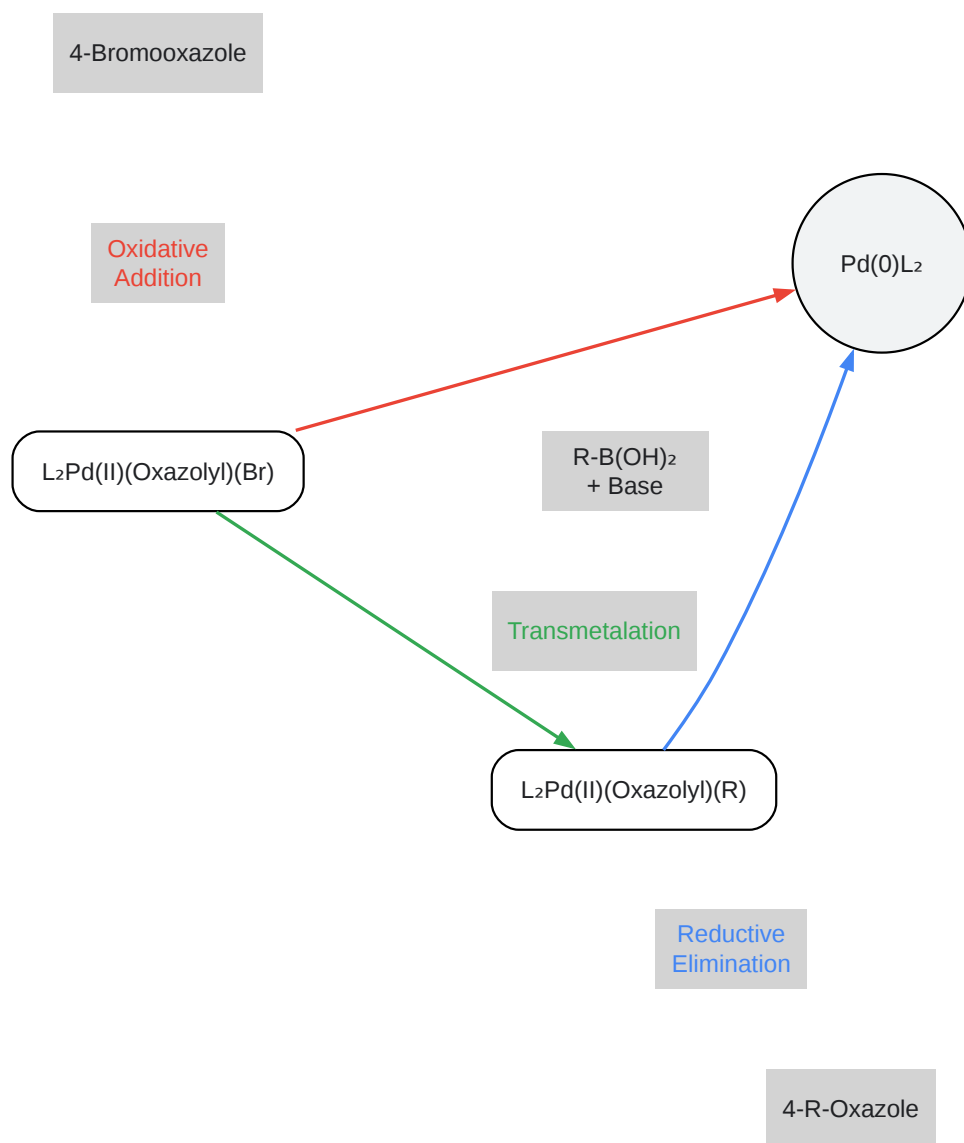 4-Bromooxazole
Oxidative
Addition
Pd(0)L₂
L₂Pd(II)(Oxazolyl)(Br)
R-B(OH)₂
+ Base
Transmetalation
L₂Pd(II)(Oxazolyl)(R)
Reductive
Elimination
4-R-Oxazole